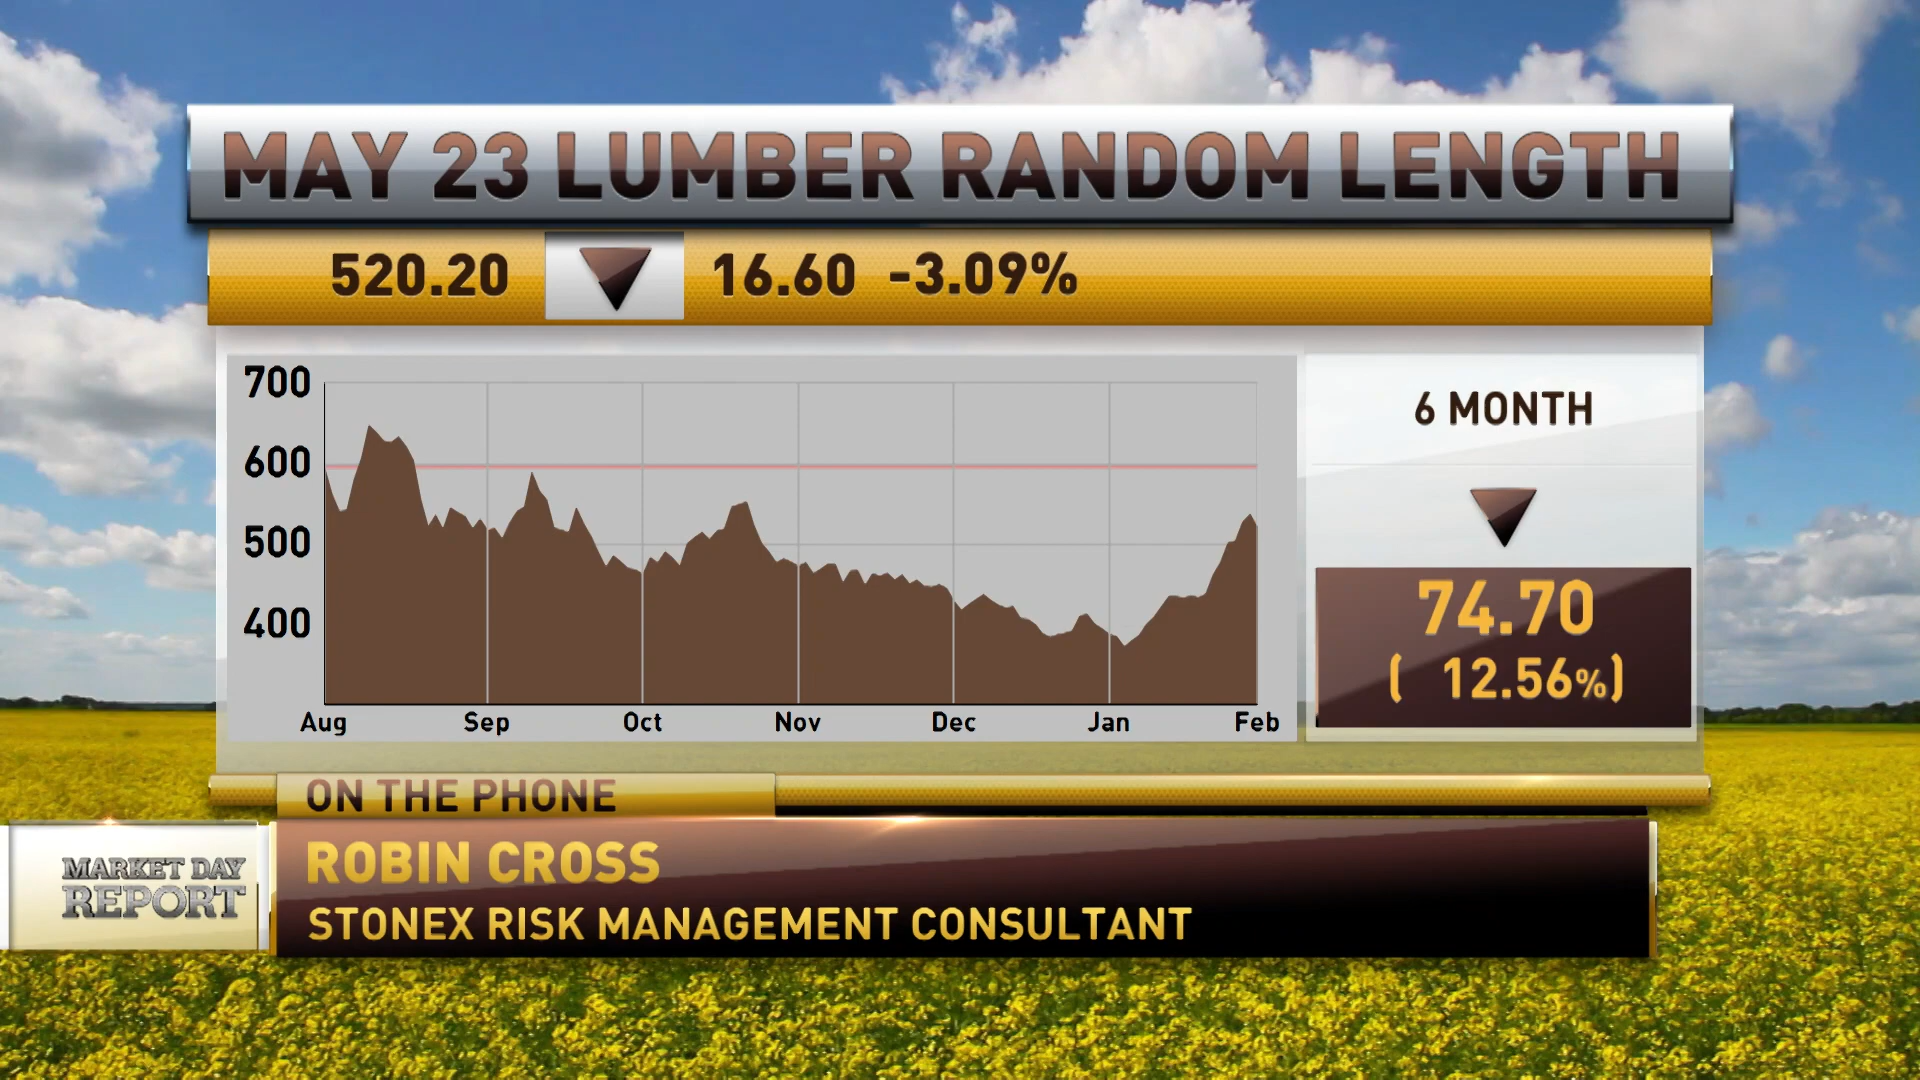 MAY 23 LUMBER RANDOM LENGTH
520.20 16.60 -3.09%
700
600
500
400
Aug Sep Oct Nov Dec Jan Feb
6 MONTH
74.70
( 12.56%)
ON THE PHONE
ROBIN CROSS
STONEX RISK MANAGEMENT CONSULTANT
MARKET DAY
REPORT